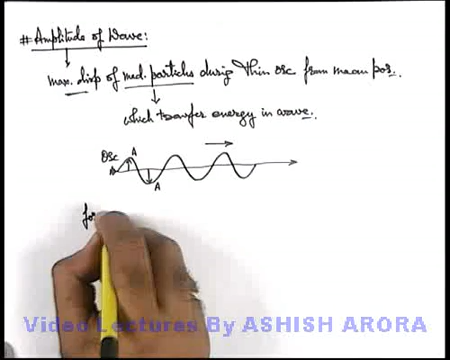 # Amplitude of Wave:
max. disp of med. particles during their osc from mean pos.
which transfer energy in wave.
Osc A
A
for
Video Lectures By ASHISH ARORA